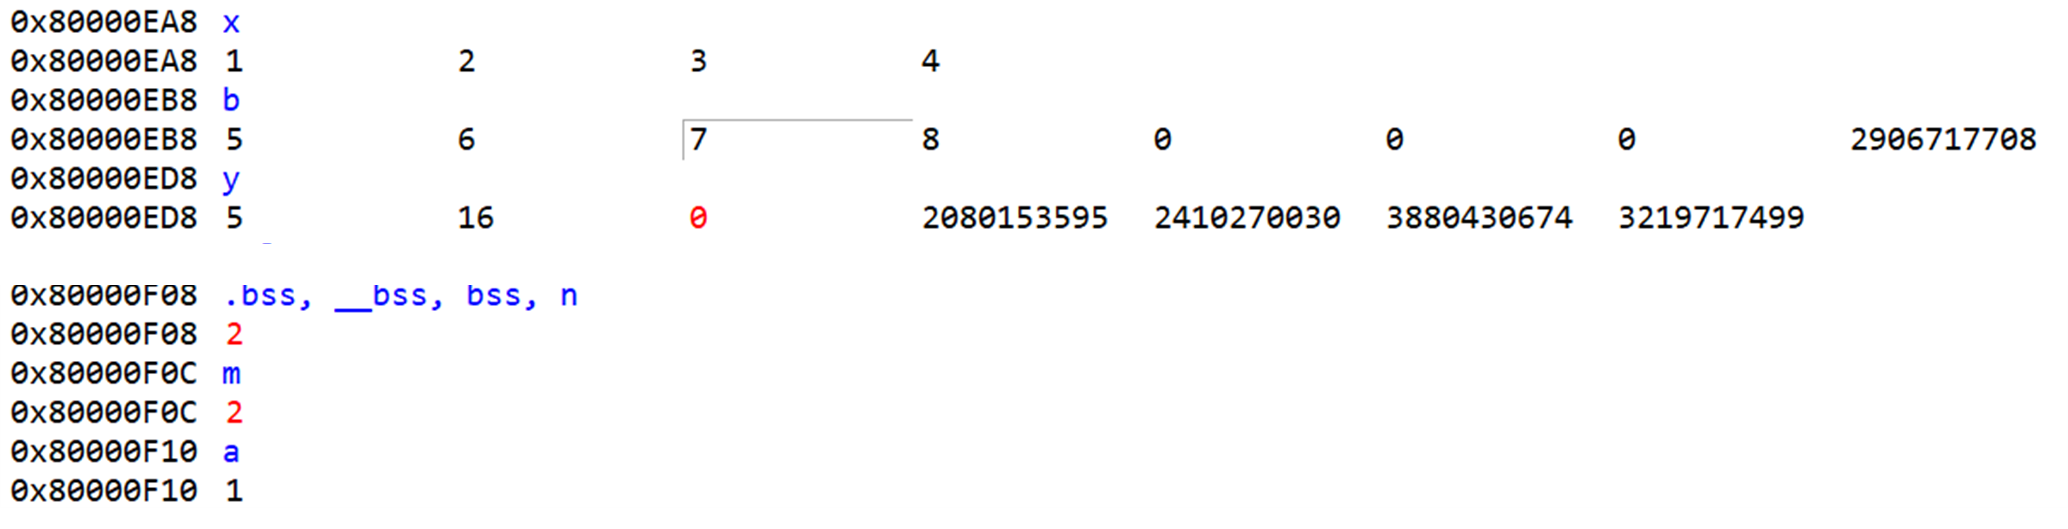 0x80000EA8 x
0x80000EA8 1 2 3 4
0x80000EB8 b
0x80000EB8 5 6 7 8 0 0 0 2906717708
0x80000ED8 y
0x80000ED8 5 16 0 2080153595 2410270030 3880430674 3219717499
0x80000F08 .bss, __bss, bss, n
0x80000F08 2
0x80000F0C m
0x80000F0C 2
0x80000F10 a
0x80000F10 1